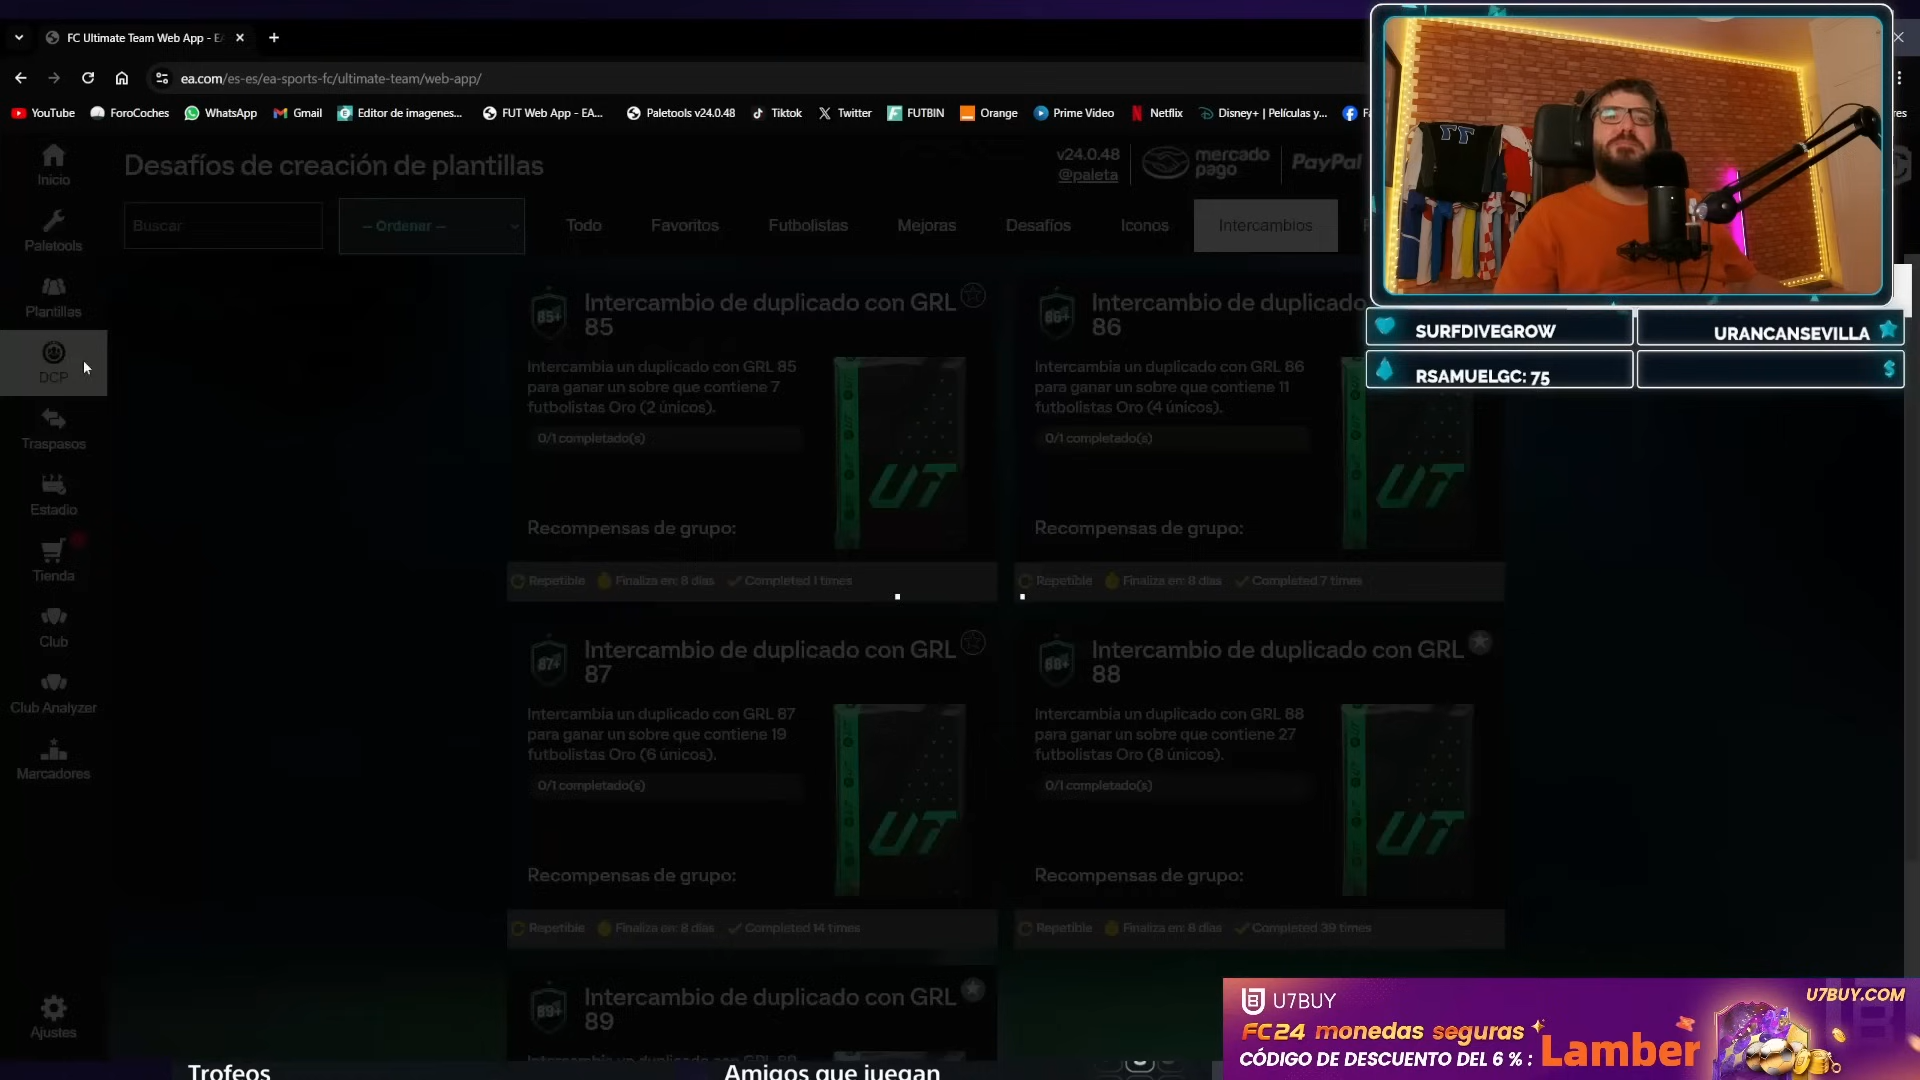 FC Ultimate Team Web App - EA
ea.com/es-es/ea-sports-fc/ultimate-team/web-app/
YouTube
ForoCoches
WhatsApp
Gmail
Editor de imagenes...
FUT Web App - EA...
Paletools v24.0.48
Tiktok
Twitter
FUTBIN
Orange
Prime Video
Netflix
Disney+ | Películas y...
Inicio
Paletools
Plantillas
DCP
Traspasos
Estadio
Tienda
Club
Club Analyzer
Marcadores
Ajustes
Desafíos de creación de plantillas
v24.0.48
@paleta
mercado
pago
PayPal
Buscar
-- Ordenar --
Todo
Favoritos
Futbolistas
Mejoras
Desafíos
Iconos
Intercambios
85+
Intercambio de duplicado con GRL
85
Intercambia un duplicado con GRL 85
para ganar un sobre que contiene 7
futbolistas Oro (2 únicos).
0/1 completado(s)
UT
Recompensas de grupo:
Repetible
Finaliza en: 8 días
Completed 1 times
86+
Intercambio de duplicado
86
Intercambia un duplicado con GRL 86
para ganar un sobre que contiene 11
futbolistas Oro (4 únicos).
0/1 completado(s)
UT
Recompensas de grupo:
Repetible
Finaliza en: 8 días
Completed 7 times
87+
Intercambio de duplicado con GRL
87
Intercambia un duplicado con GRL 87
para ganar un sobre que contiene 19
futbolistas Oro (6 únicos).
0/1 completado(s)
UT
Recompensas de grupo:
Repetible
Finaliza en: 8 días
Completed 14 times
88+
Intercambio de duplicado con GRL
88
Intercambia un duplicado con GRL 88
para ganar un sobre que contiene 27
futbolistas Oro (8 únicos).
0/1 completado(s)
UT
Recompensas de grupo:
Repetible
Finaliza en: 8 días
Completed 39 times
89+
Intercambio de duplicado con GRL
89
SURFDIVEGROW
URANCANSEVILLA
RSAMUELGC: 75
U7BUY
U7BUY.COM
FC24 monedas seguras
CÓDIGO DE DESCUENTO DEL 6 % : Lamber
Trofeos
Amigos que juegan